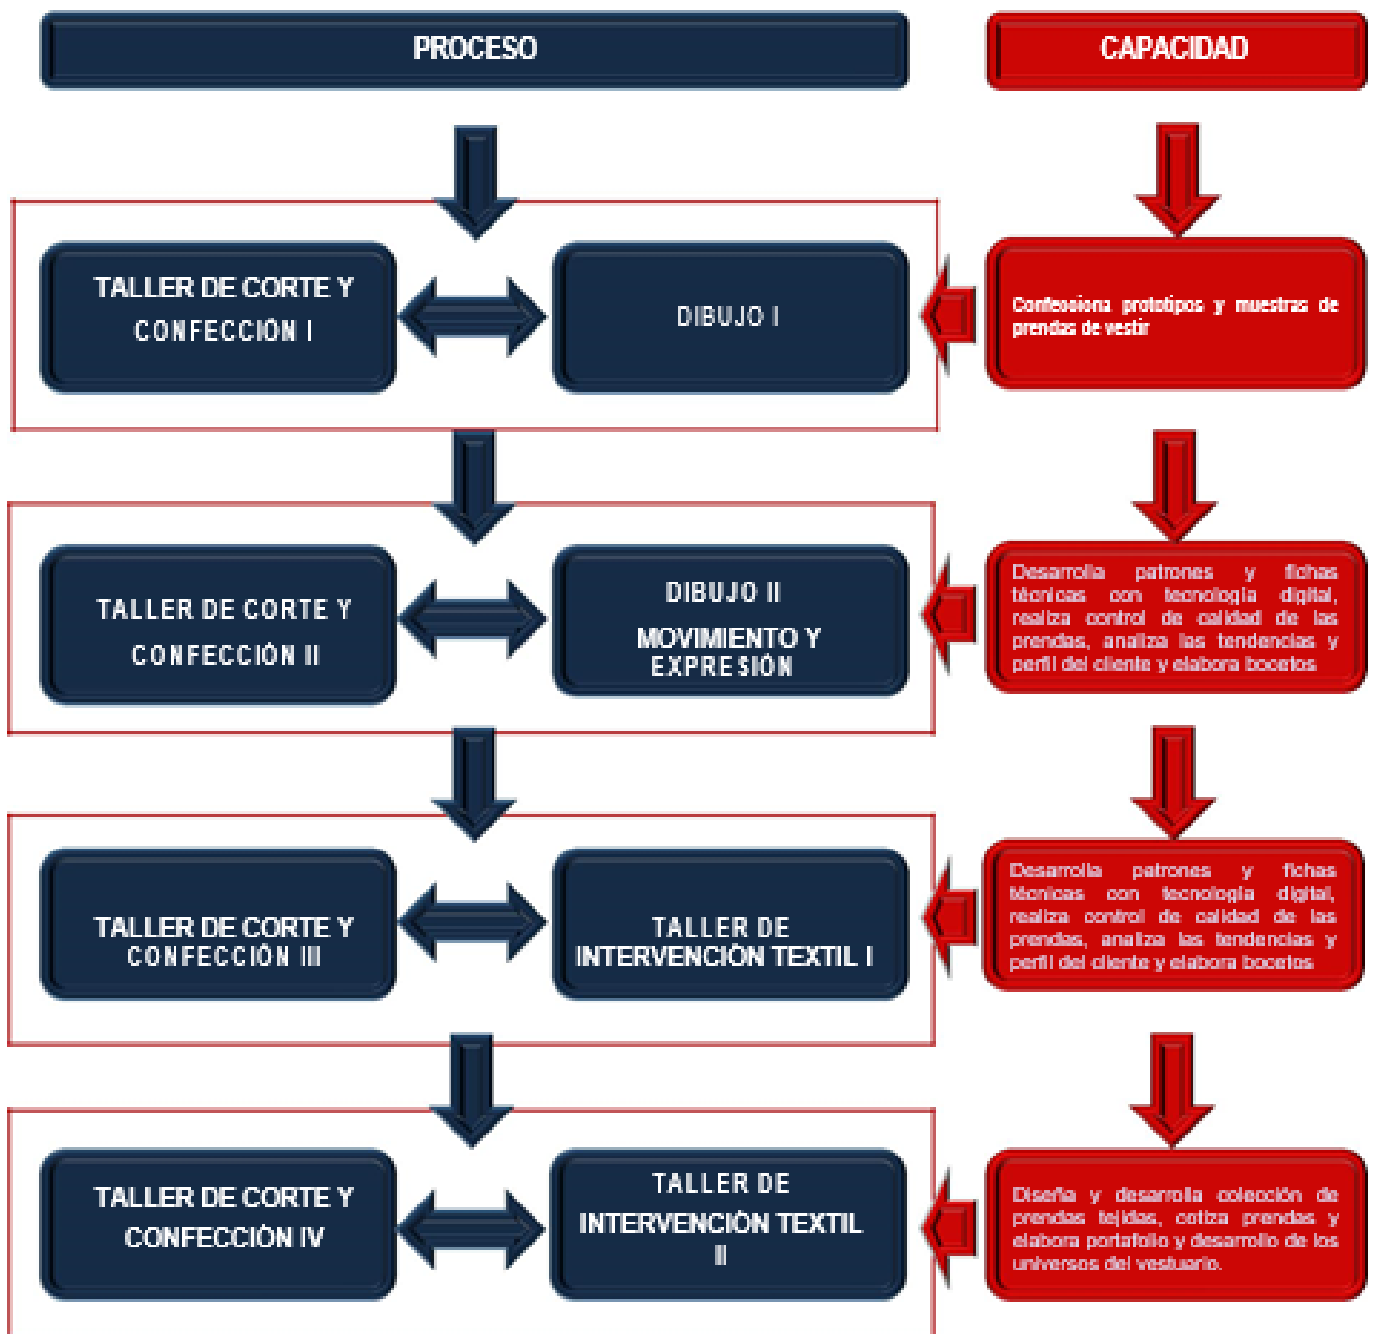 PROCESO
CAPACIDAD
TALLER DE CORTE Y
CONFECCIÓN I
DIBUJO I
Confecciona prototipos y muestras de
prendas de vestir
TALLER DE CORTE Y
CONFECCIÓN II
DIBUJO II
MOVIMIENTO Y
EXPRESIÓN
Desarrolla patrones y fichas
técnicas con tecnología digital,
realiza control de calidad de las
prendas, analiza las tendencias y
perfil del cliente y elabora bocetos
TALLER DE CORTE Y
CONFECCIÓN III
TALLER DE
INTERVENCIÓN TEXTIL I
Desarrolla patrones y fichas
técnicas con tecnología digital,
realiza control de calidad de las
prendas, analiza las tendencias y
perfil del cliente y elabora bocetos
TALLER DE CORTE Y
CONFECCIÓN IV
TALLER DE
INTERVENCIÓN TEXTIL
II
Diseña y desarrolla colección de
prendas tejidas, cotiza prendas y
elabora portafolio y desarrollo de los
universos del vestuario.